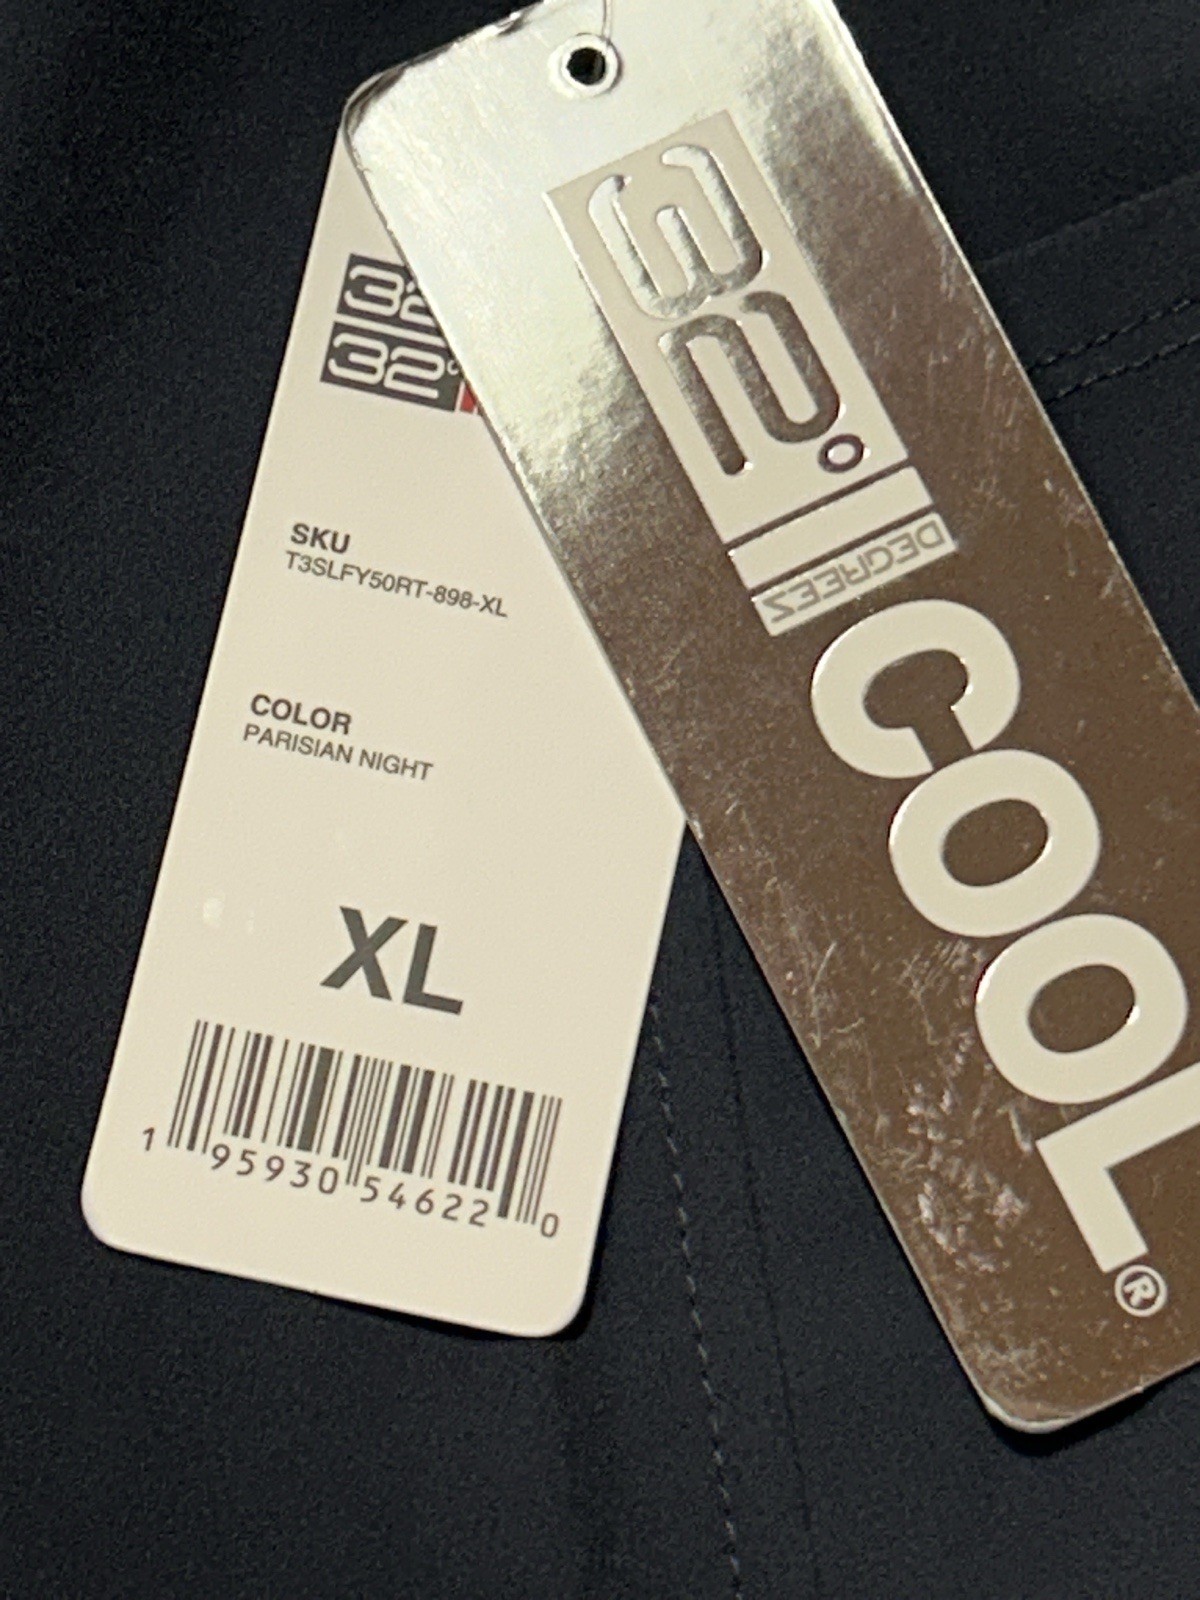 32
32°
SKU
T3SLFY50RT-898-XL
COLOR
PARISIAN NIGHT
XL
1 95930 54622 0
32°
DEGREES
COOL®